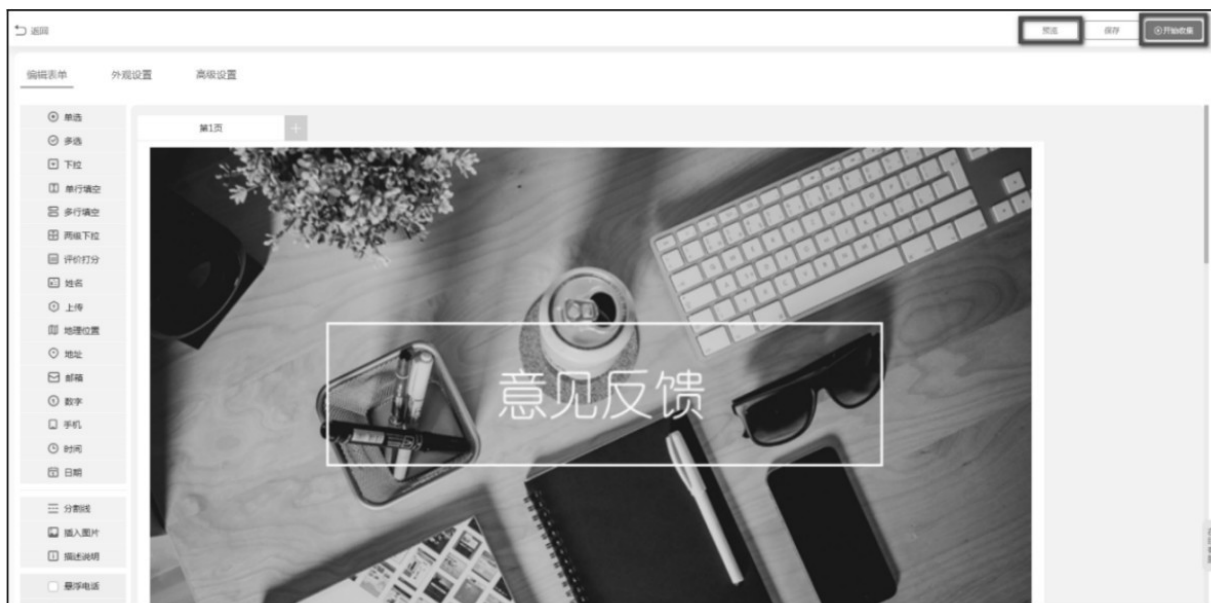 返回
预览
保存
开始收集
编辑表单
外观设置
高级设置
单选
多选
下拉
单行填空
多行填空
两级下拉
评价打分
姓名
上传
地理位置
地址
邮箱
数字
手机
时间
日期
分割线
插入图片
描述说明
悬浮电话
第1页
意见反馈